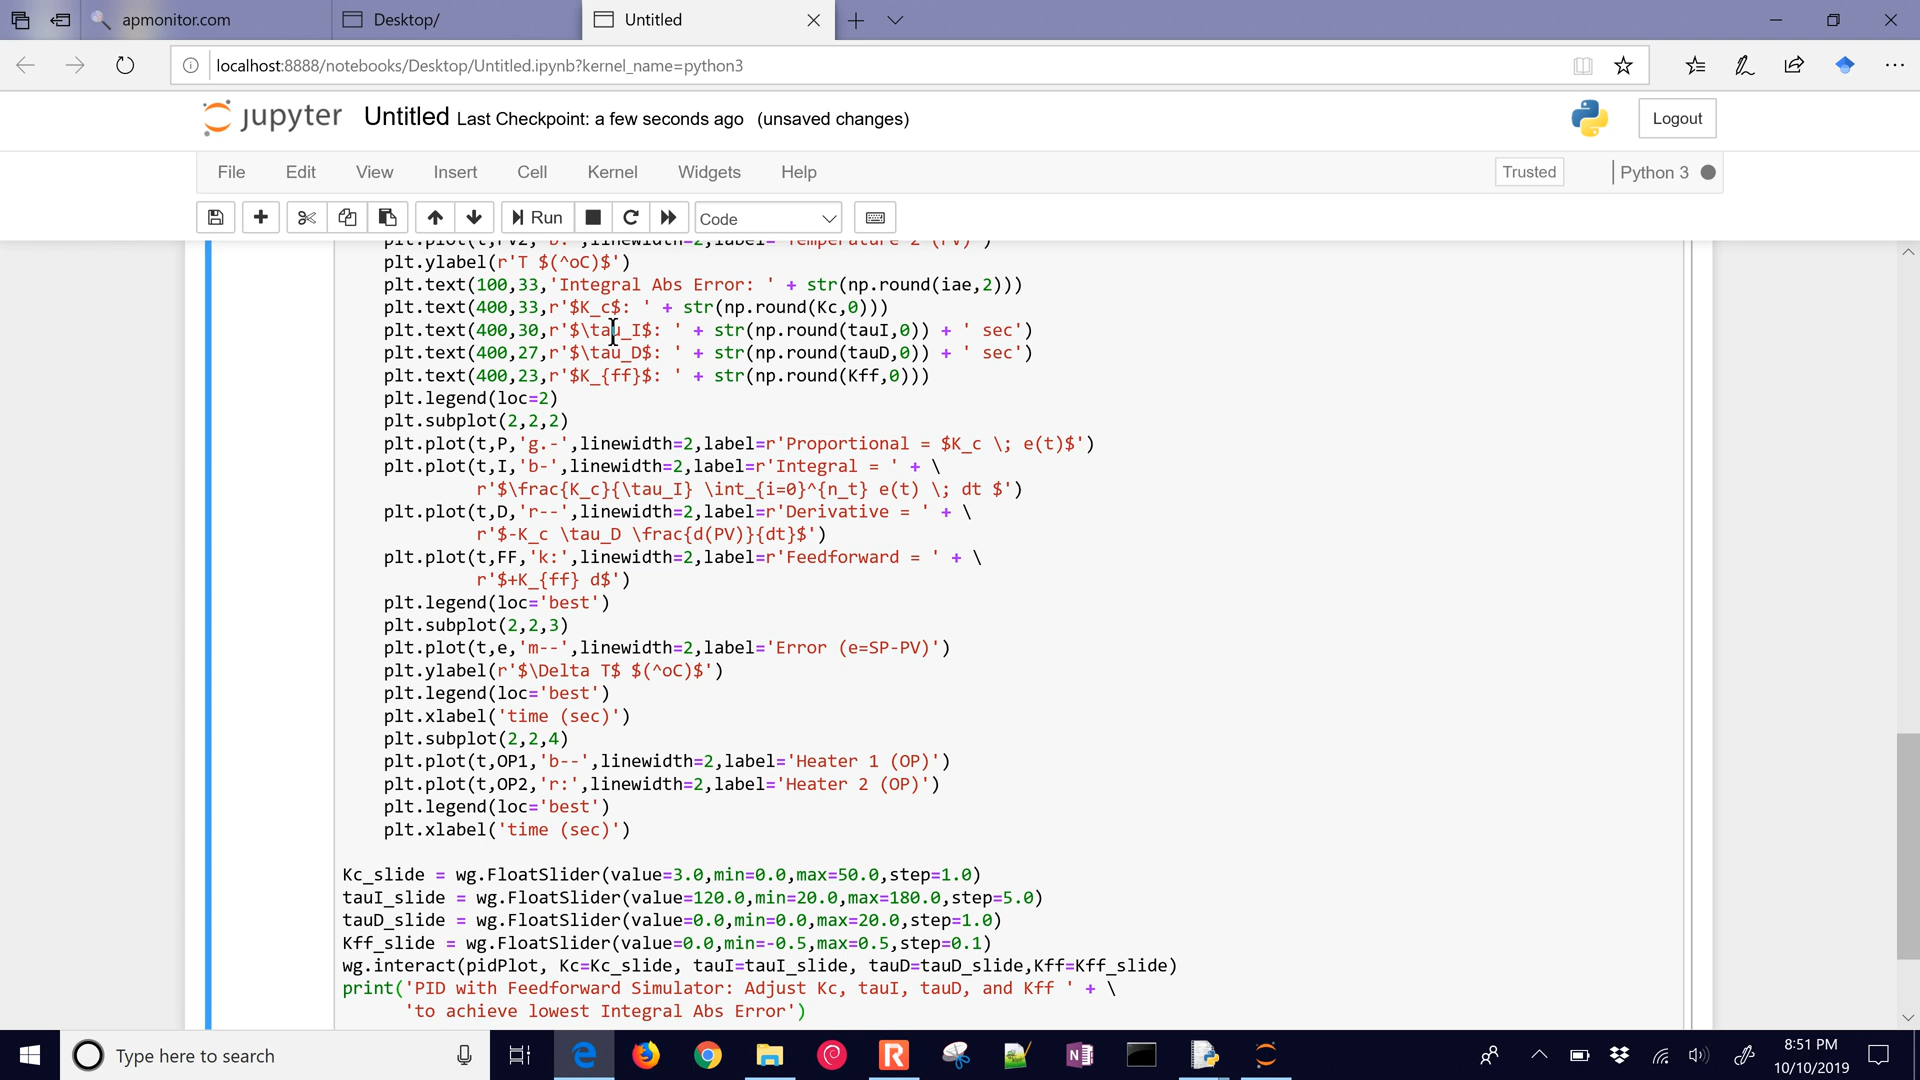 apmonitor.com
Desktop/
Untitled
localhost:8888/notebooks/Desktop/Untitled.ipynb?kernel_name=python3
jupyter Untitled Last Checkpoint: a few seconds ago (unsaved changes)
Logout
File Edit View Insert Cell Kernel Widgets Help
Trusted
Python 3
Run
Code
plt.plot(t,PV2,'b:',linewidth=2,label='Temperature 2 (PV)')
plt.ylabel(r'T $(^oC)$')
plt.text(100,33,'Integral Abs Error: ' + str(np.round(iae,2)))
plt.text(400,33,r'$K_c$: ' + str(np.round(Kc,0)))
plt.text(400,30,r'$\tau_I$: ' + str(np.round(tauI,0)) + ' sec')
plt.text(400,27,r'$\tau_D$: ' + str(np.round(tauD,0)) + ' sec')
plt.text(400,23,r'$K_{ff}$: ' + str(np.round(Kff,0)))
plt.legend(loc=2)
plt.subplot(2,2,2)
plt.plot(t,P,'g.-',linewidth=2,label=r'Proportional = $K_c \; e(t)$')
plt.plot(t,I,'b-',linewidth=2,label=r'Integral = ' + \
r'$\frac{K_c}{\tau_I} \int_{i=0}^{n_t} e(t) \; dt $')
plt.plot(t,D,'r--',linewidth=2,label=r'Derivative = ' + \
r'$-K_c \tau_D \frac{d(PV)}{dt}$')
plt.plot(t,FF,'k:',linewidth=2,label=r'Feedforward = ' + \
r'$+K_{ff} d$')
plt.legend(loc='best')
plt.subplot(2,2,3)
plt.plot(t,e,'m--',linewidth=2,label='Error (e=SP-PV)')
plt.ylabel(r'$\Delta T$ $(^oC)$')
plt.legend(loc='best')
plt.xlabel('time (sec)')
plt.subplot(2,2,4)
plt.plot(t,OP1,'b--',linewidth=2,label='Heater 1 (OP)')
plt.plot(t,OP2,'r:',linewidth=2,label='Heater 2 (OP)')
plt.legend(loc='best')
plt.xlabel('time (sec)')
Kc_slide = wg.FloatSlider(value=3.0,min=0.0,max=50.0,step=1.0)
tauI_slide = wg.FloatSlider(value=120.0,min=20.0,max=180.0,step=5.0)
tauD_slide = wg.FloatSlider(value=0.0,min=0.0,max=20.0,step=1.0)
Kff_slide = wg.FloatSlider(value=0.0,min=-0.5,max=0.5,step=0.1)
wg.interact(pidPlot, Kc=Kc_slide, tauI=tauI_slide, tauD=tauD_slide,Kff=Kff_slide)
print('PID with Feedforward Simulator: Adjust Kc, tauI, tauD, and Kff ' + \
'to achieve lowest Integral Abs Error')
Type here to search
8:51 PM
10/10/2019